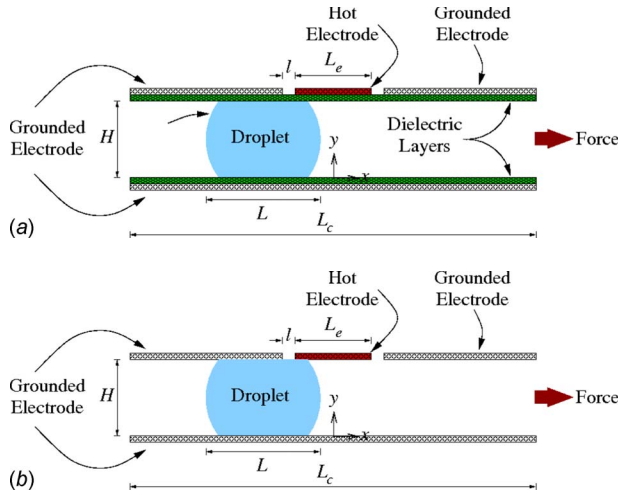 Hot
Electrode
Grounded
Electrode
l
L_e
Grounded
Electrode
H
Droplet
y
x
Dielectric
Layers
Force
L
L_c
(a)
Hot
Electrode
Grounded
Electrode
l
L_e
Grounded
Electrode
H
Droplet
y
x
Force
L
L_c
(b)